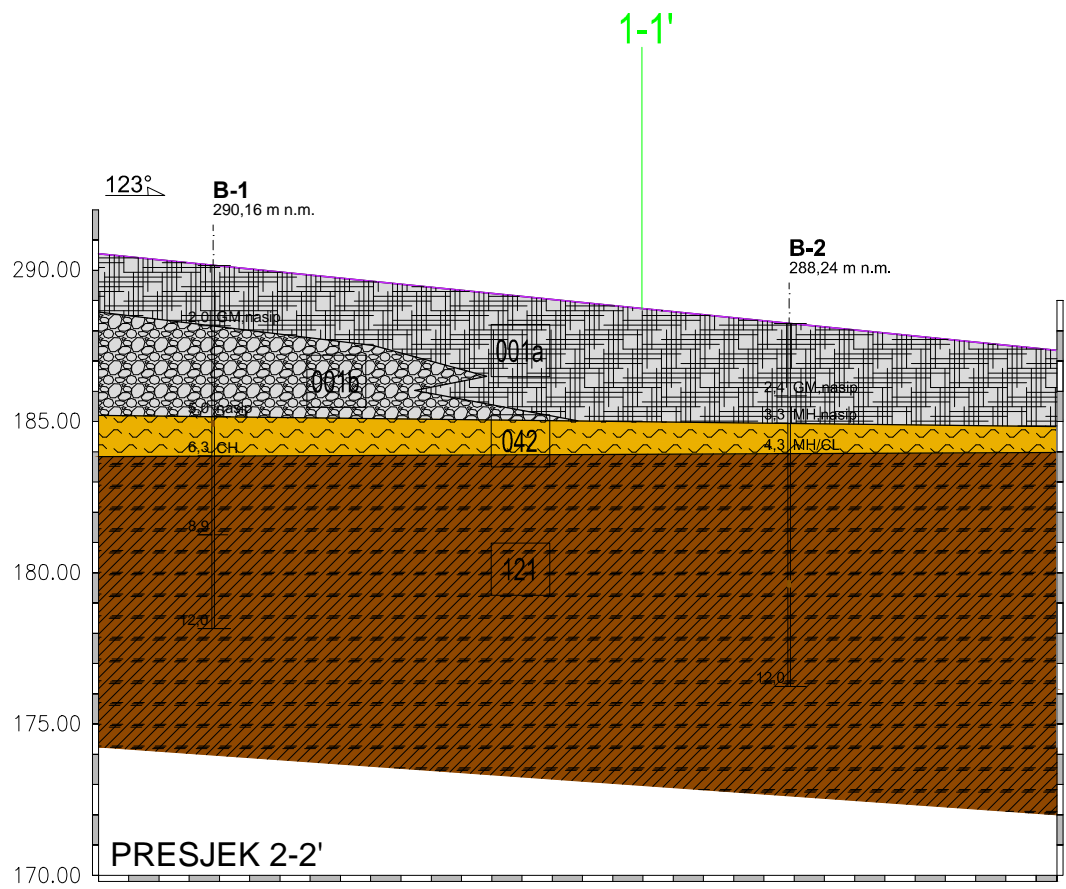 1-1'
123°
B-1
290,16 m n.m.
B-2
288,24 m n.m.
290.00
2,0 GM,nasip
001a
001b
2,4 GM,nasip
185.00
5,0 nasip
3,3 MH,nasip
042
6,3 CH
4,3 MH/CL
8,9
180.00
121
12,0
12,0
175.00
PRESJEK 2-2'
170.00